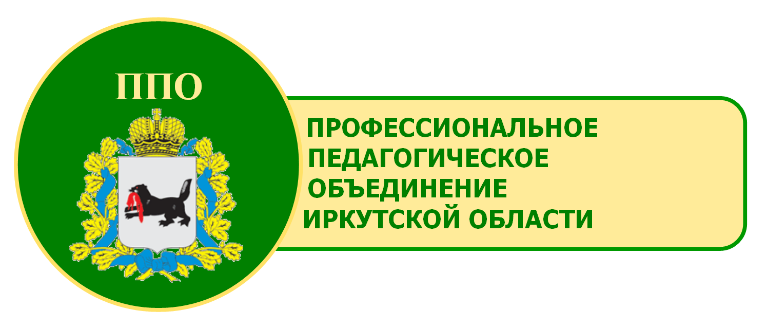 ППО
ПРОФЕССИОНАЛЬНОЕ
ПЕДАГОГИЧЕСКОЕ
ОБЪЕДИНЕНИЕ
ИРКУТСКОЙ ОБЛАСТИ